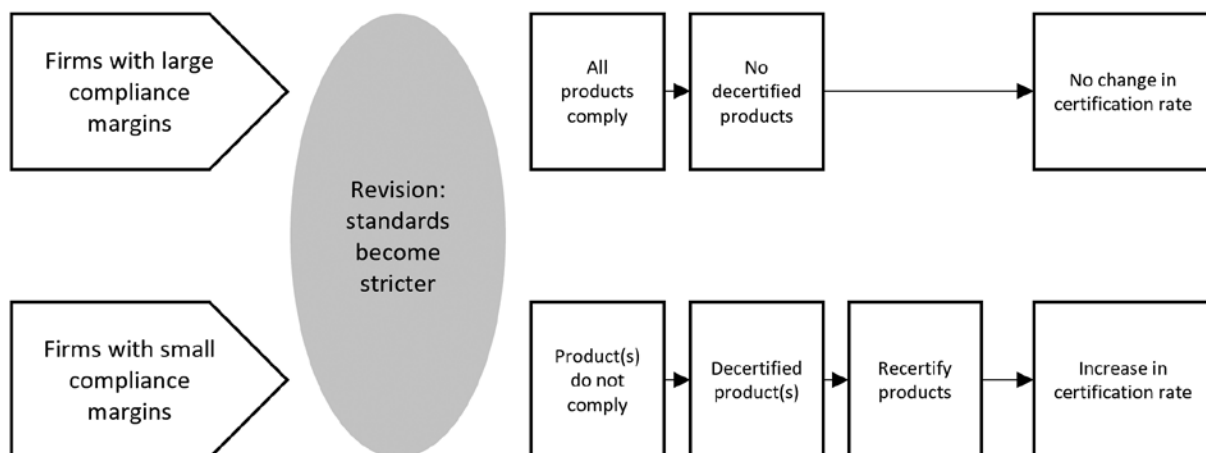 Firms with large
compliance
margins
Revision:
standards
become
stricter
All
products
comply
No
decertified
products
No change in
certification rate
Firms with small
compliance
margins
Product(s)
do not
comply
Decertified
product(s)
Recertify
products
Increase in
certification rate